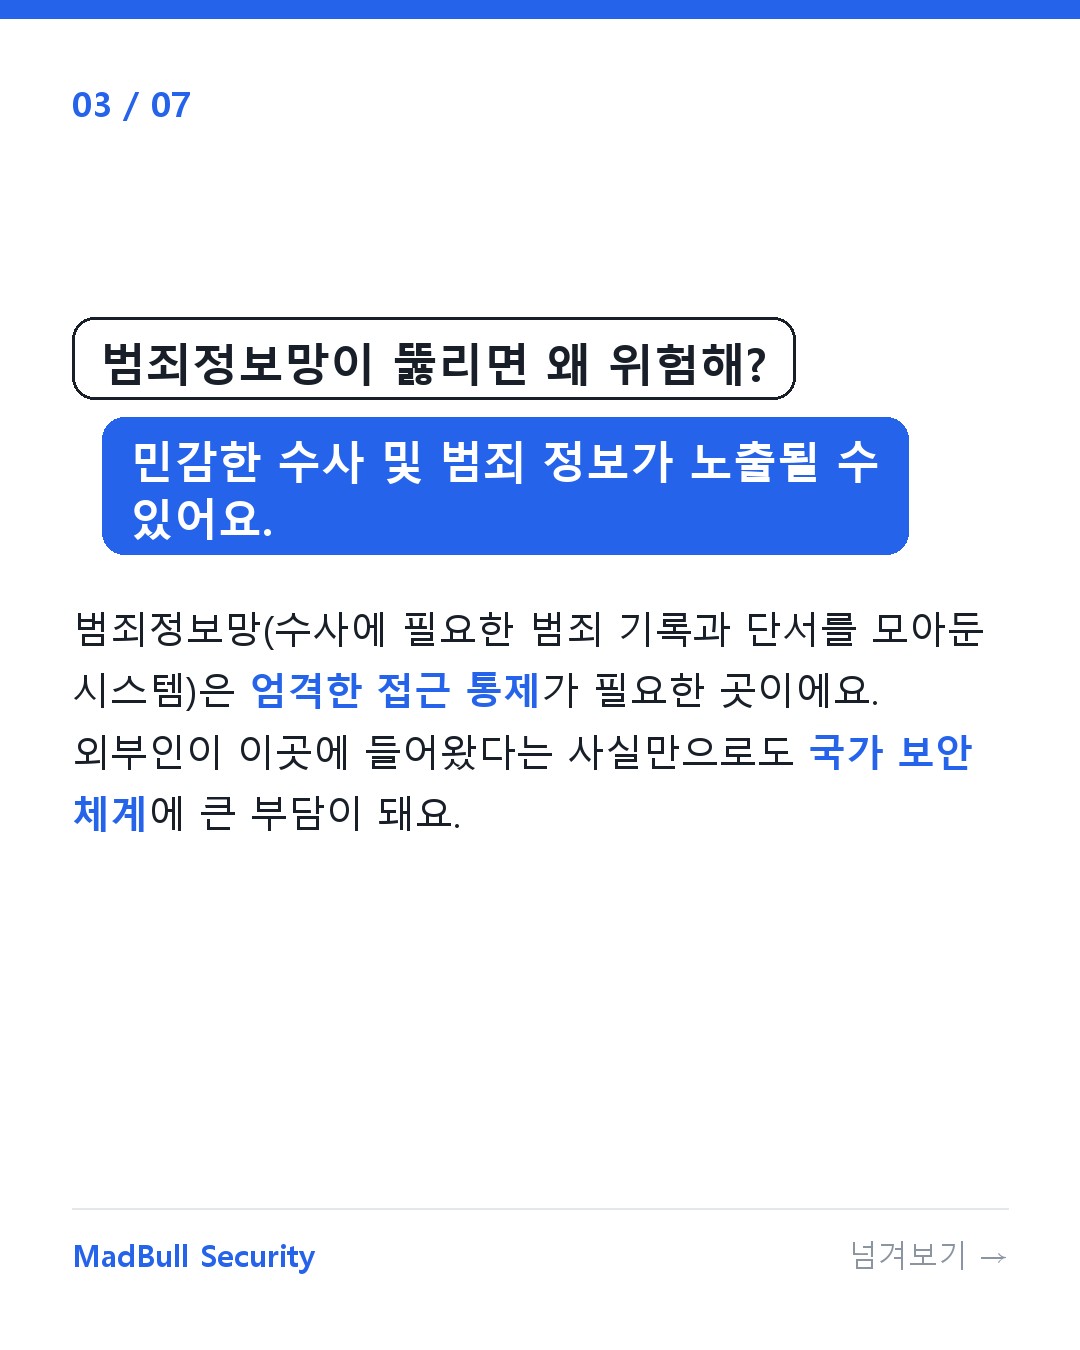 03 / 07
범죄정보망이 뚫리면 왜 위험해?
민감한 수사 및 범죄 정보가 노출될 수
있어요.
범죄정보망(수사에 필요한 범죄 기록과 단서를 모아둔
시스템)은 엄격한 접근 통제가 필요한 곳이에요.
외부인이 이곳에 들어왔다는 사실만으로도 국가 보안
체계에 큰 부담이 돼요.
MadBull Security
넘겨보기 →